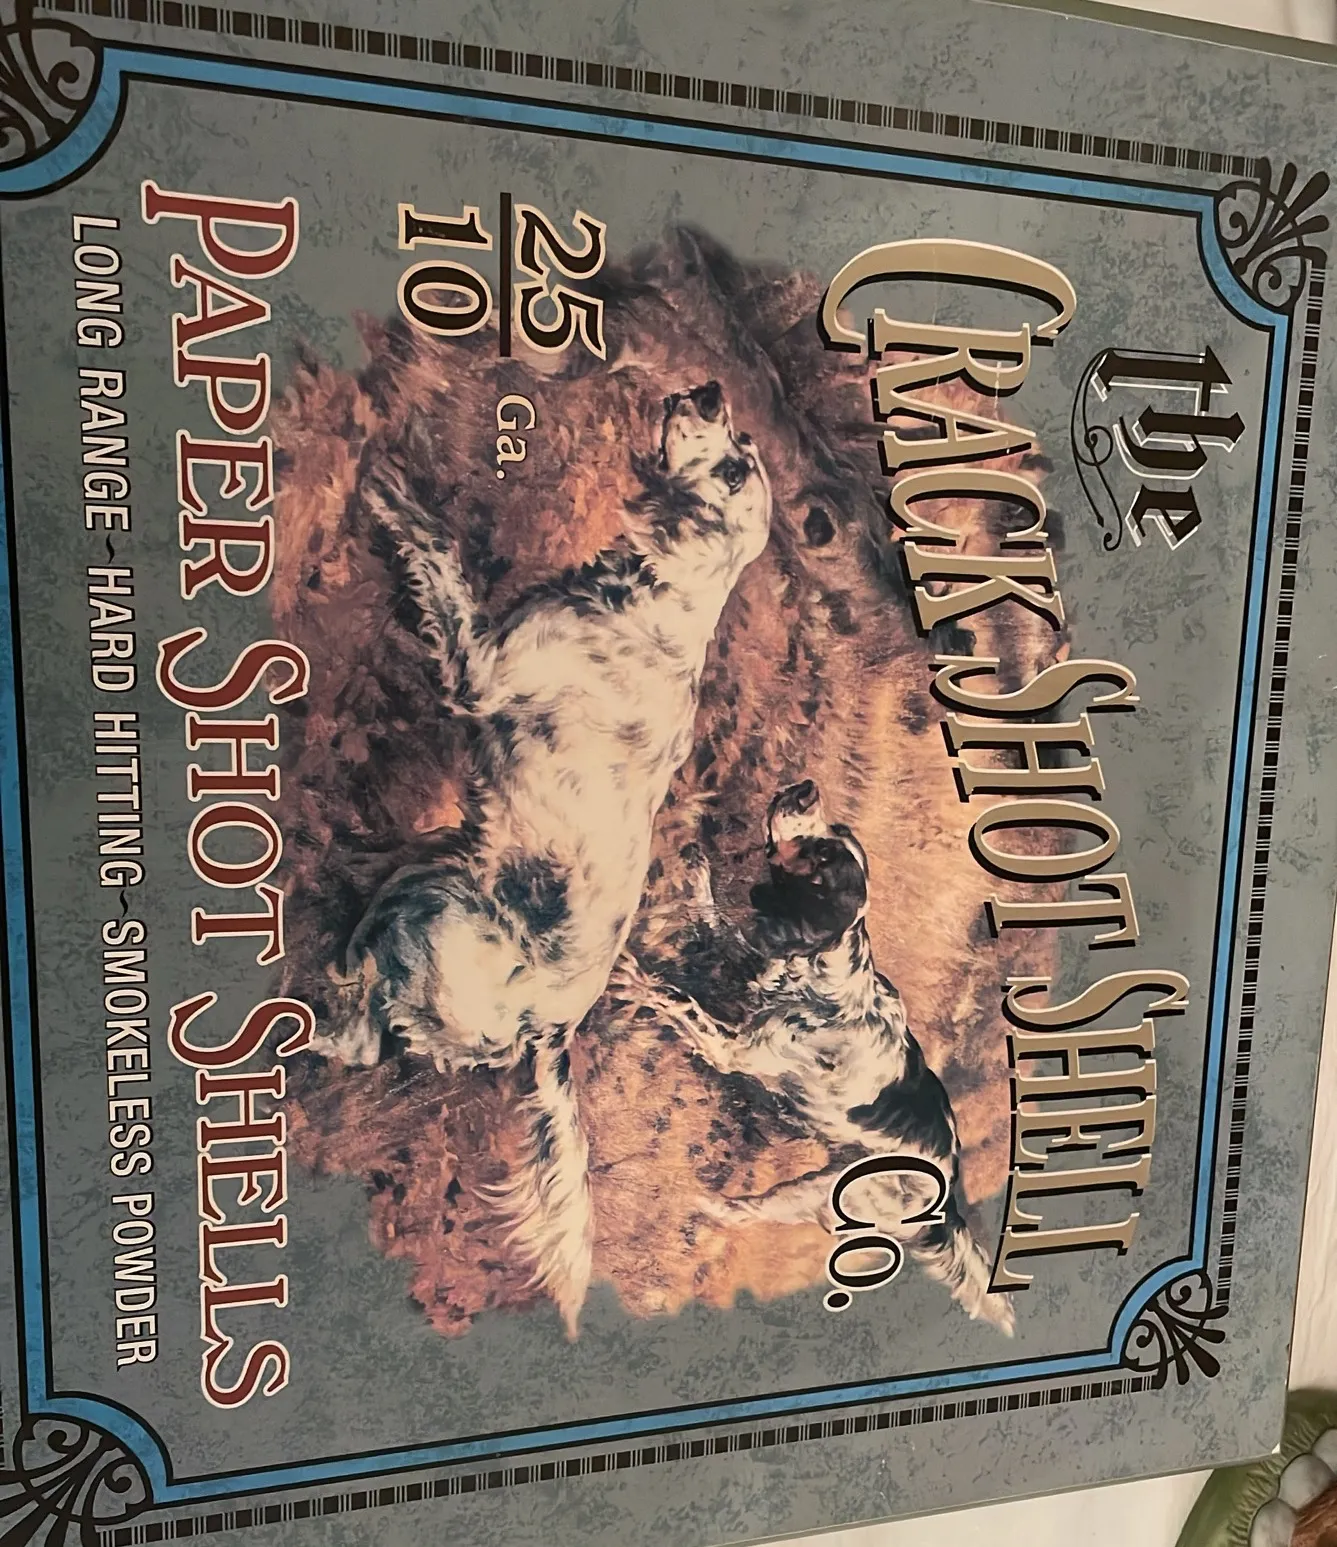 the
CRACK SHOT SHELL
Co.
25
10
Ga.
PAPER SHOT SHELLS
LONG RANGE~HARD HITTING~SMOKELESS POWDER